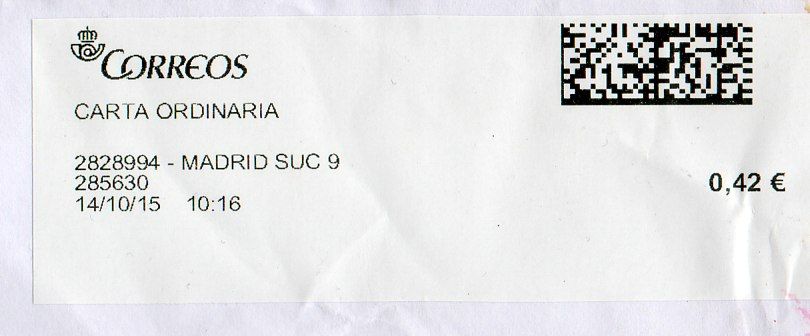 CORREOS
CARTA ORDINARIA
2828994 - MADRID SUC 9
285630
14/10/15 10:16
0,42 €